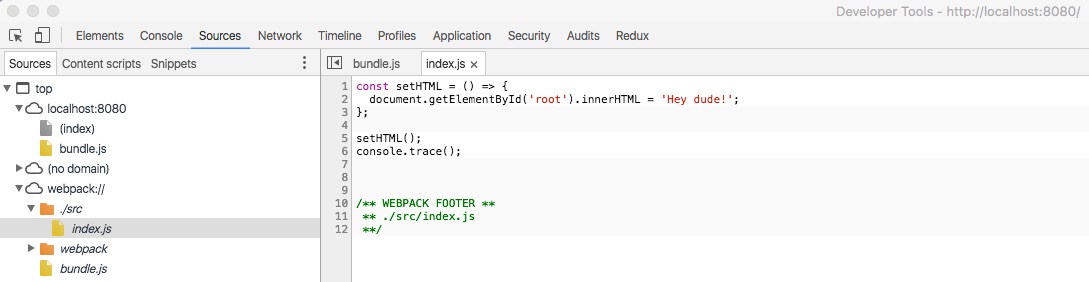 Developer Tools - http://localhost:8080/
Elements Console Sources Network Timeline Profiles Application Security Audits Redux
Sources Content scripts Snippets
top
localhost:8080
(index)
bundle.js
(no domain)
webpack://
./src
index.js
webpack
bundle.js
bundle.js index.js ×
1 const setHTML = () => {
2 document.getElementById('root').innerHTML = 'Hey dude!';
3 };
4
5 setHTML();
6 console.trace();
7
8
9
10 /** WEBPACK FOOTER **
11 ** ./src/index.js
12 **/